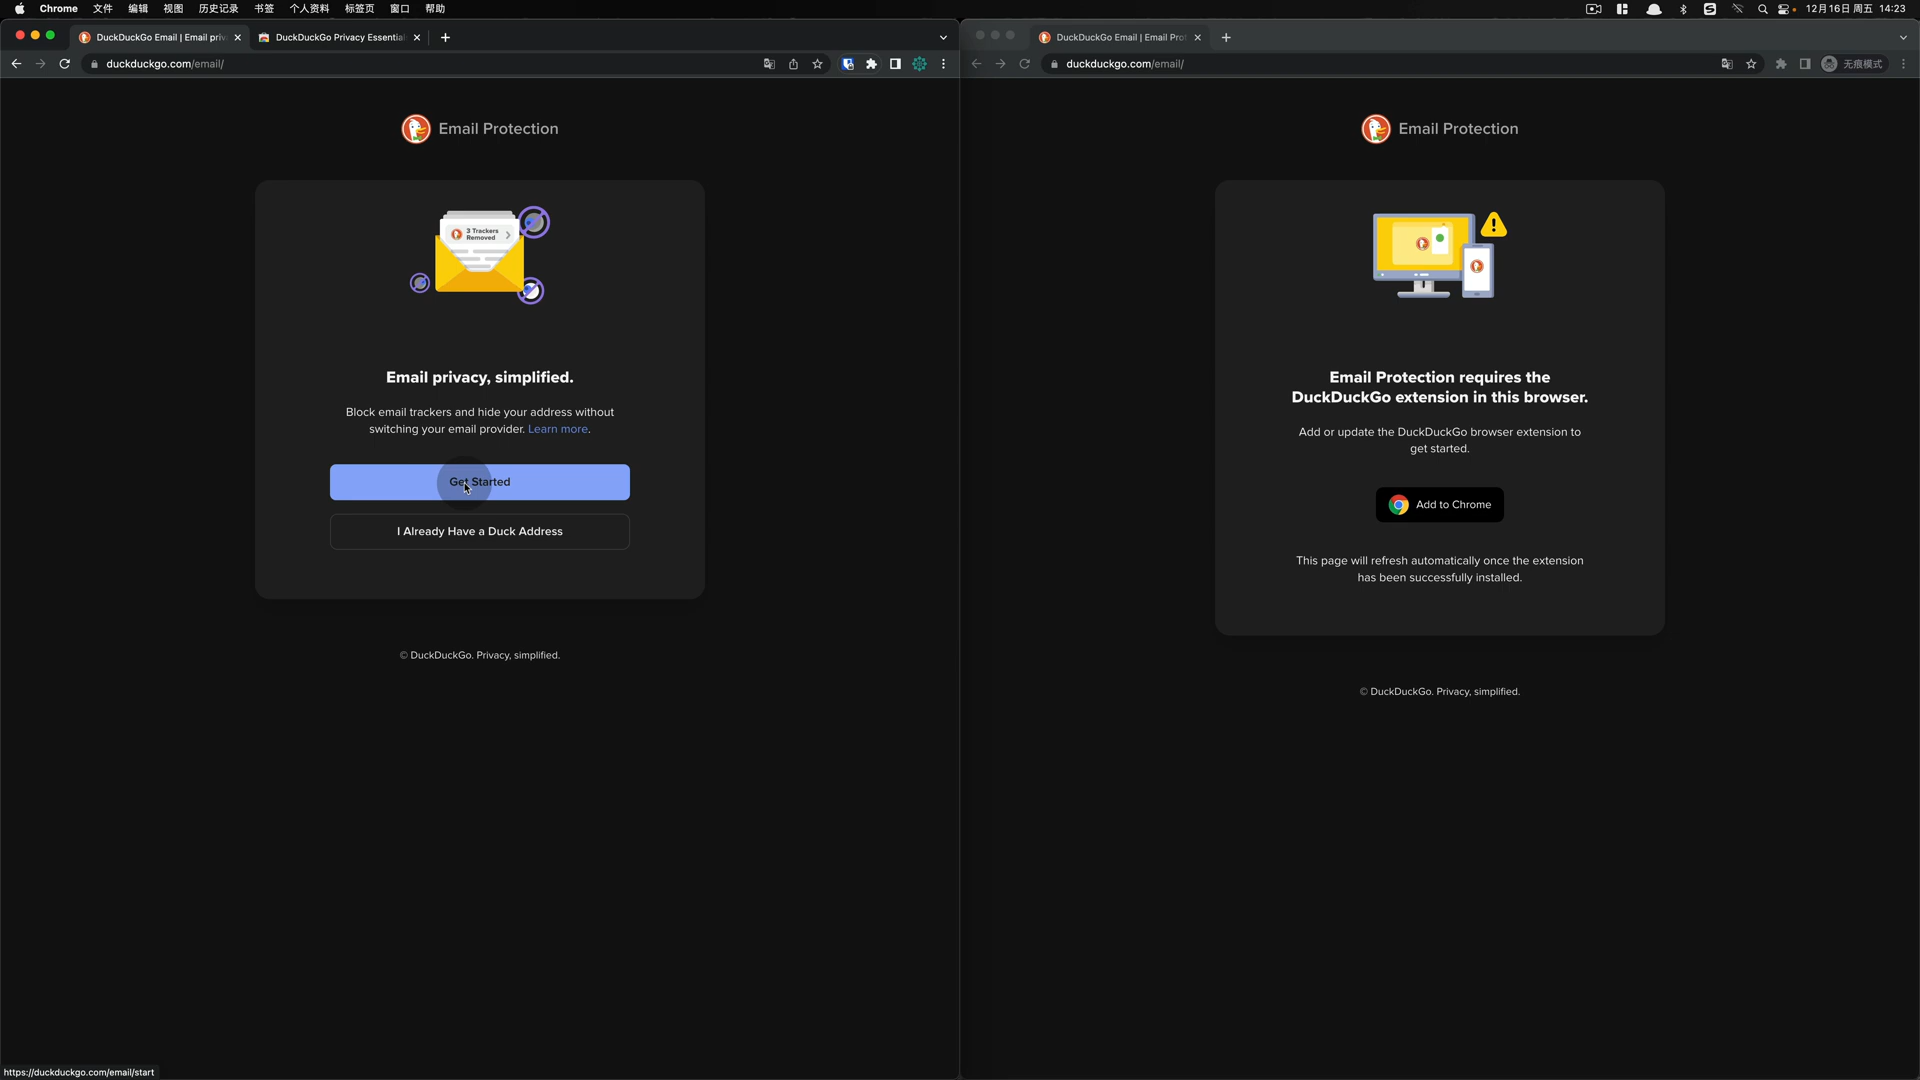 Chrome 文件 编辑 视图 历史记录 书签 个人资料 标签页 窗口 帮助 12月16日 周五 14:23
DuckDuckGo Email | Email priv
DuckDuckGo Privacy Essential
duckduckgo.com/email/
Email Protection
3 Trackers
Removed
Email privacy, simplified.
Block email trackers and hide your address without
switching your email provider. Learn more.
Get Started
I Already Have a Duck Address
© DuckDuckGo. Privacy, simplified.
https://duckduckgo.com/email/start
DuckDuckGo Email | Email Prot
duckduckgo.com/email/
无痕模式
Email Protection
Email Protection requires the
DuckDuckGo extension in this browser.
Add or update the DuckDuckGo browser extension to
get started.
Add to Chrome
This page will refresh automatically once the extension
has been successfully installed.
© DuckDuckGo. Privacy, simplified.